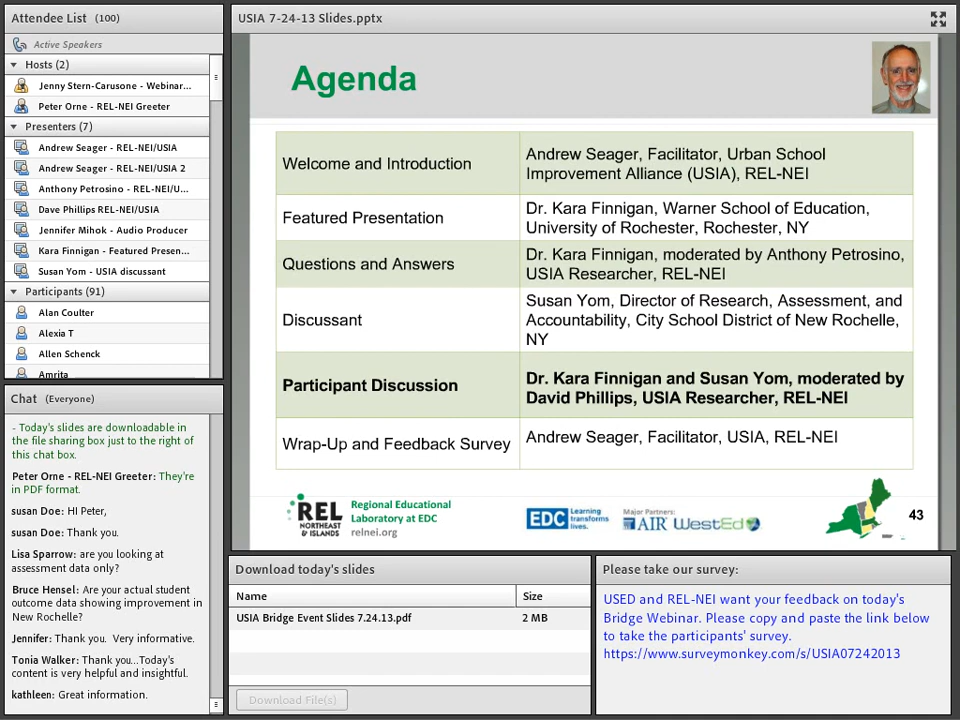 Attendee List (100)
Active Speakers
Hosts (2)
Jenny Stern-Carusone - Webinar...
Peter Orne - REL-NEI Greeter
Presenters (7)
Andrew Seager - REL-NEI/USIA
Andrew Seager - REL-NEI/USIA 2
Anthony Petrosino - REL-NEI/U...
Dave Phillips REL-NEI/USIA
Jennifer Mihok - Audio Producer
Kara Finnigan - Featured Presen...
Susan Yom - USIA discussant
Participants (91)
Alan Coulter
Alexia T
Allen Schenck
Amrita
Chat (Everyone)
- Today's slides are downloadable in
the file sharing box just to the right of
this chat box.
Peter Orne - REL-NEI Greeter: They're
in PDF format.
susan Doe: HI Peter,
susan Doe: Thank you.
Lisa Sparrow: are you looking at
assessment data only?
Bruce Hensel: Are your actual student
outcome data showing improvement in
New Rochelle?
Jennifer: Thank you. Very informative.
Tonia Walker: Thank you...Today's
content is very helpful and insightful.
kathleen: Great information.
USIA 7-24-13 Slides.pptx
Agenda
Welcome and Introduction
Andrew Seager, Facilitator, Urban School
Improvement Alliance (USIA), REL-NEI
Featured Presentation
Dr. Kara Finnigan, Warner School of Education,
University of Rochester, Rochester, NY
Questions and Answers
Dr. Kara Finnigan, moderated by Anthony Petrosino,
USIA Researcher, REL-NEI
Discussant
Susan Yom, Director of Research, Assessment, and
Accountability, City School District of New Rochelle,
NY
Participant Discussion
Dr. Kara Finnigan and Susan Yom, moderated by
David Phillips, USIA Researcher, REL-NEI
Wrap-Up and Feedback Survey
Andrew Seager, Facilitator, USIA, REL-NEI
REL
NORTHEAST
& ISLANDS
Regional Educational
Laboratory at EDC
relnei.org
EDC
Learning
transforms
lives.
Major Partners:
AIR WestEd
43
Download today's slides
Name Size
USIA Bridge Event Slides 7.24.13.pdf 2 MB
Download File(s)
Please take our survey:
USED and REL-NEI want your feedback on today's
Bridge Webinar. Please copy and paste the link below
to take the participants' survey.
https://www.surveymonkey.com/s/USIA07242013